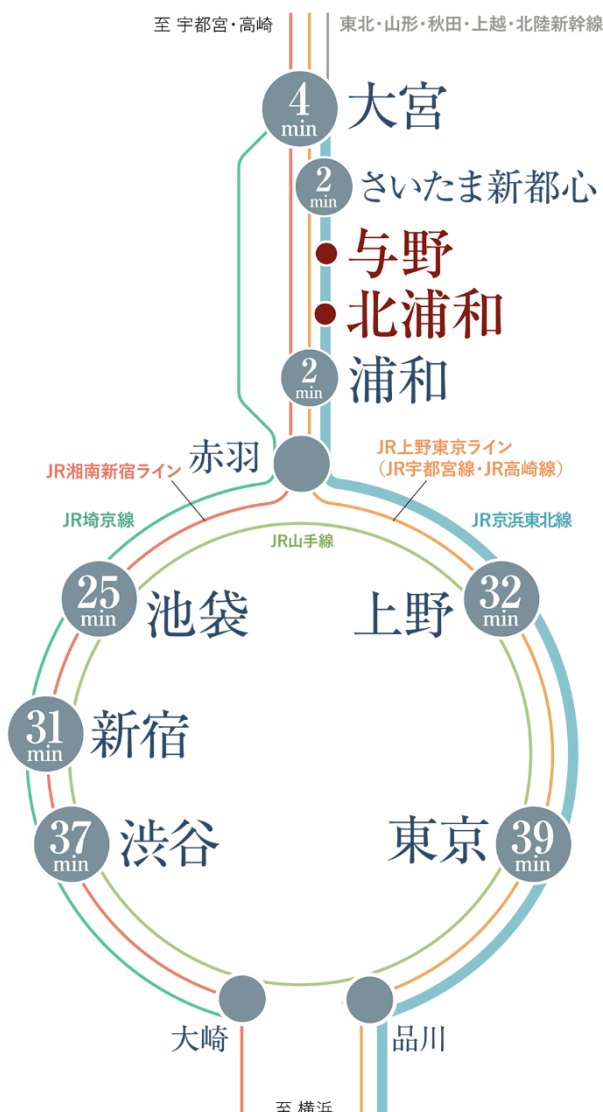 至 宇都宮・高崎
東北・山形・秋田・上越・北陸新幹線
4
min
大宮
2
min
さいたま新都心
与野
北浦和
2
min
浦和
赤羽
JR湘南新宿ライン
JR上野東京ライン
（JR宇都宮線・JR高崎線）
JR埼京線
JR山手線
JR京浜東北線
25
min
池袋
上野
32
min
31
min
新宿
37
min
渋谷
東京
39
min
大崎
品川
至 横浜